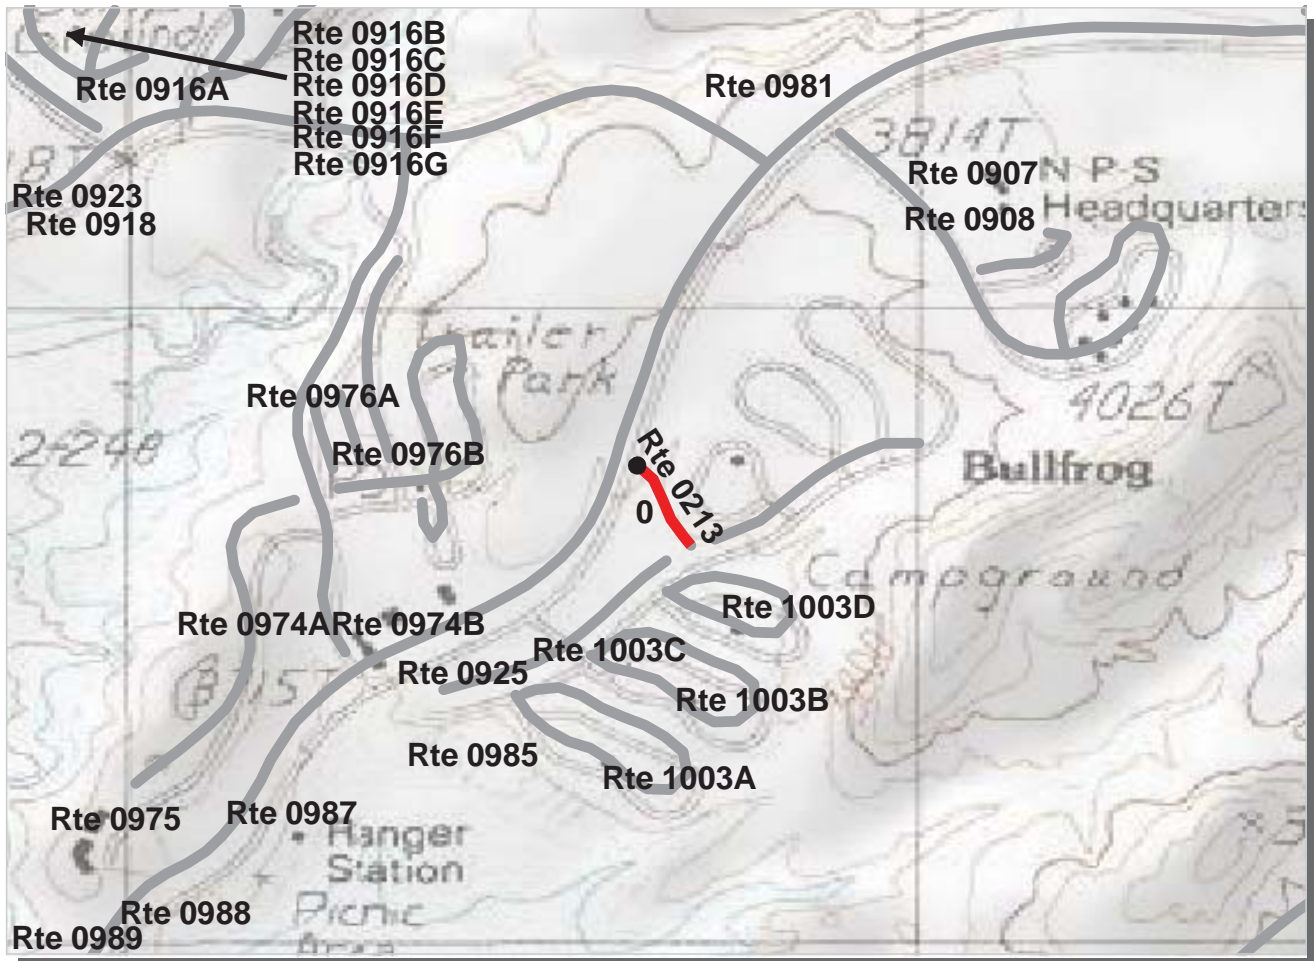 Rte 0916B
Rte 0916C
Rte 0916A
Rte 0916D
Rte 0981
Rte 0916E
Rte 0916F
3814T
Rte 0916G
Rte 0907
N P S
Rte 0923
Rte 0908
Headquarters
Rte 0918
Trailer
Park
Rte 0976A
4026T
Rte 0976B
Rte 0213
Bullfrog
0
Campground
Rte 1003D
Rte 0974A
Rte 0974B
Rte 1003C
Rte 0925
Rte 1003B
Rte 0985
Rte 1003A
Rte 0975
Rte 0987
Ranger
Station
Rte 0988
Picnic
Rte 0989
Area